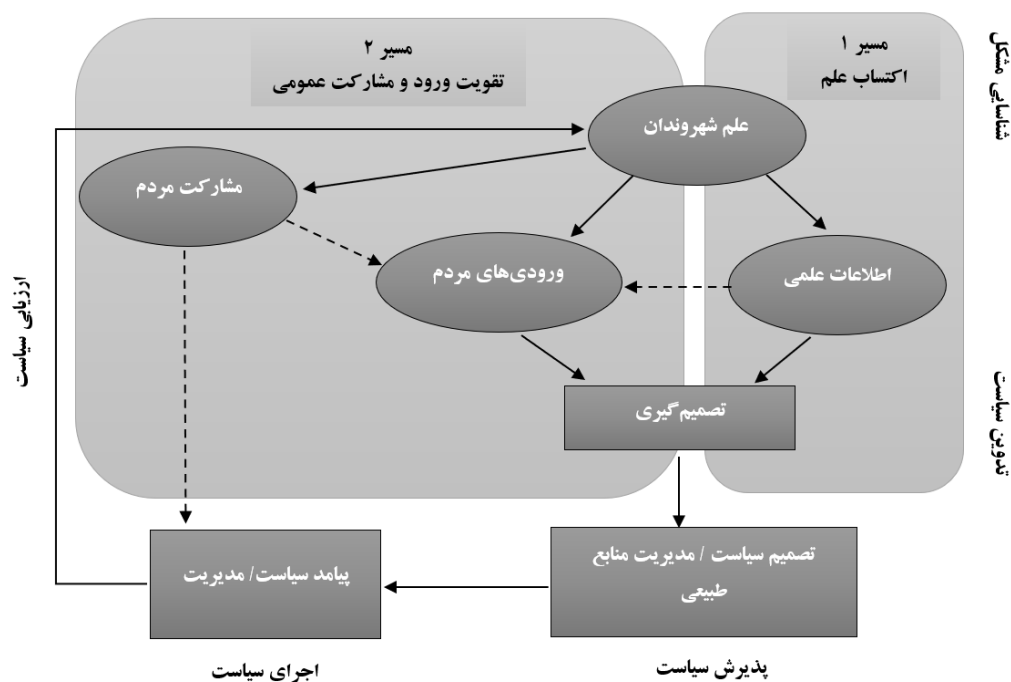 مسیر ۱
اکتساب علم
مسیر ۲
تقویت ورود و مشارکت عمومی
شناسایی مشکل
علم شهروندان
مشارکت مردم
ورودی‌های مردم
اطلاعات علمی
ارزیابی سیاست
تدوین سیاست
تصمیم‌گیری
تصمیم سیاست / مدیریت منابع
طبیعی
پیامد سیاست/ مدیریت
پذیرش سیاست
اجرای سیاست